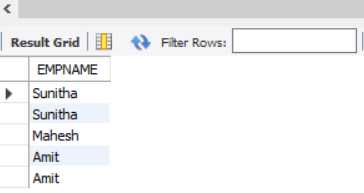 Result Grid Filter Rows:
EMPNAME
Sunitha
Sunitha
Mahesh
Amit
Amit